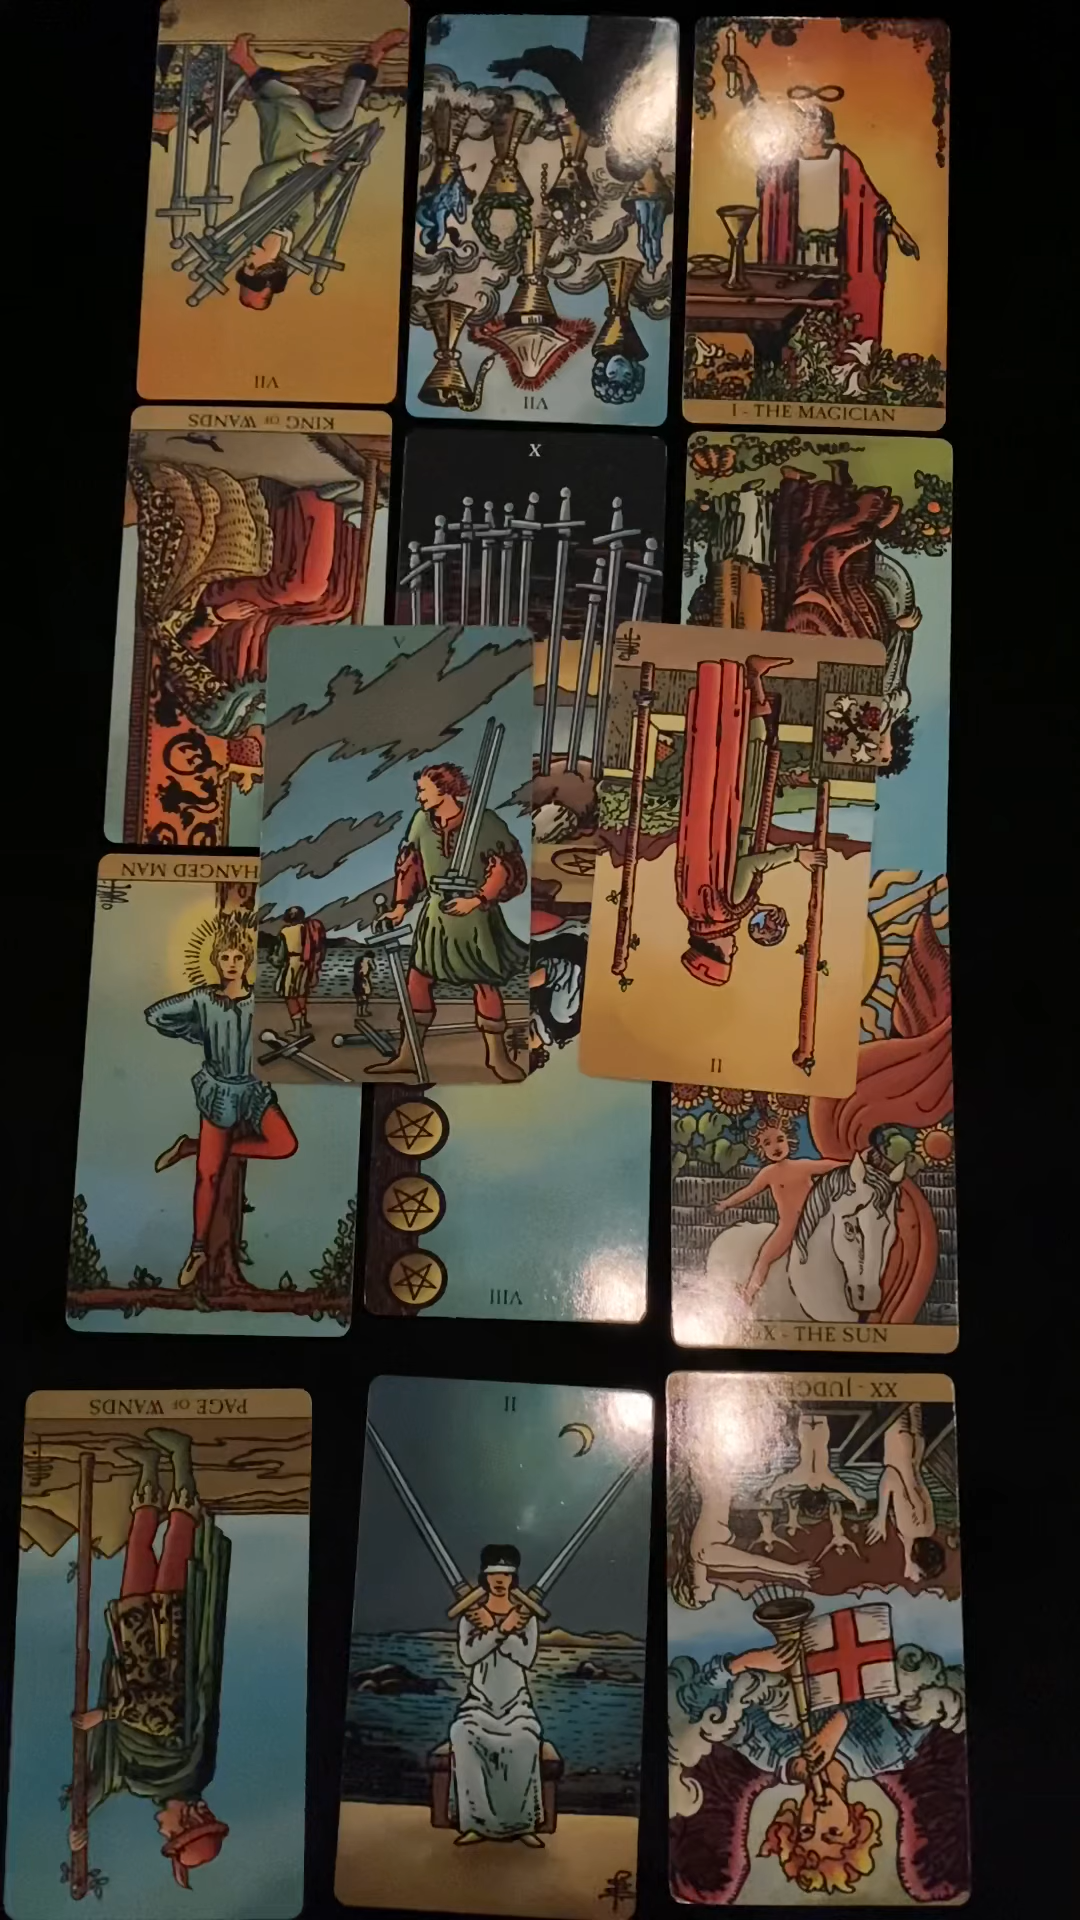 VII
VII
I - THE MAGICIAN
KING OF WANDS
X
V
HANGED MAN
II
VIII
X - THE SUN
PAGE OF WANDS
II
XX - JUDGE